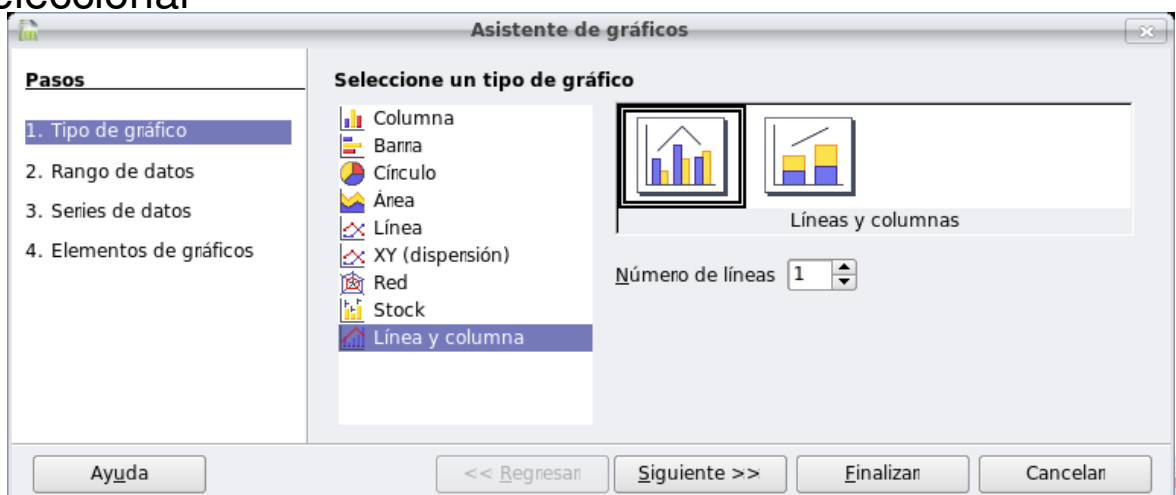 eleccionar
Asistente de gráficos
Pasos
1. Tipo de gráfico
2. Rango de datos
3. Series de datos
4. Elementos de gráficos
Seleccione un tipo de gráfico
Columna
Barra
Círculo
Área
Línea
XY (dispersión)
Red
Stock
Línea y columna
Líneas y columnas
Número de líneas 1
Ayuda
<< Regresar
Siguiente >>
Finalizar
Cancelar